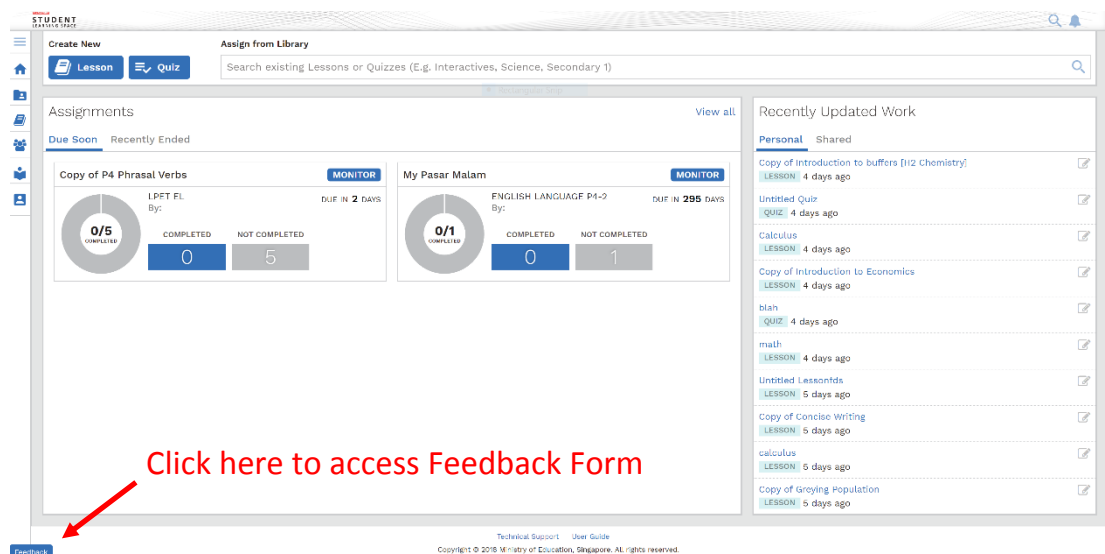 STUDENT
LEARNING SPACE
Create New
Assign from Library
Lesson
Quiz
Search existing Lessons or Quizzes (E.g. Interactives, Science, Secondary 1)
Rectangular Snip
Assignments
View all
Due Soon Recently Ended
Copy of P4 Phrasal Verbs
MONITOR
LPET EL
By:
DUE IN 2 DAYS
0/5
COMPLETED
COMPLETED
NOT COMPLETED
0
5
My Pasar Malam
MONITOR
ENGLISH LANGUAGE P4-2
By:
DUE IN 295 DAYS
0/1
COMPLETED
COMPLETED
NOT COMPLETED
0
1
Recently Updated Work
Personal Shared
Copy of Introduction to buffers [H2 Chemistry]
LESSON 4 days ago
Untitled Quiz
QUIZ 4 days ago
Calculus
LESSON 4 days ago
Copy of Introduction to Economics
LESSON 4 days ago
blah
QUIZ 4 days ago
math
LESSON 4 days ago
Untitled Lessonfds
LESSON 5 days ago
Copy of Concise Writing
LESSON 5 days ago
calculus
LESSON 5 days ago
Copy of Greying Population
LESSON 5 days ago
Click here to access Feedback Form
Feedback
Technical Support User Guide
Copyright © 2018 Ministry of Education, Singapore. All rights reserved.